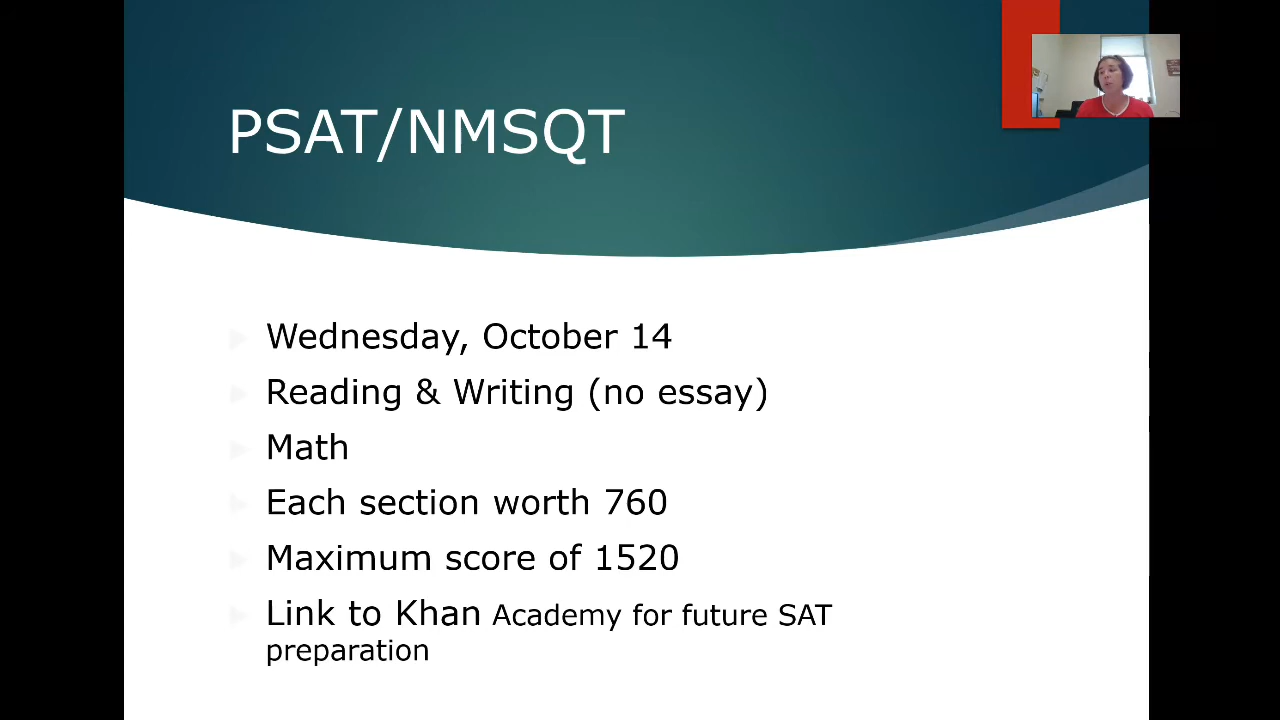 PSAT/NMSQT
Wednesday, October 14
Reading & Writing (no essay)
Math
Each section worth 760
Maximum score of 1520
Link to Khan Academy for future SAT
preparation